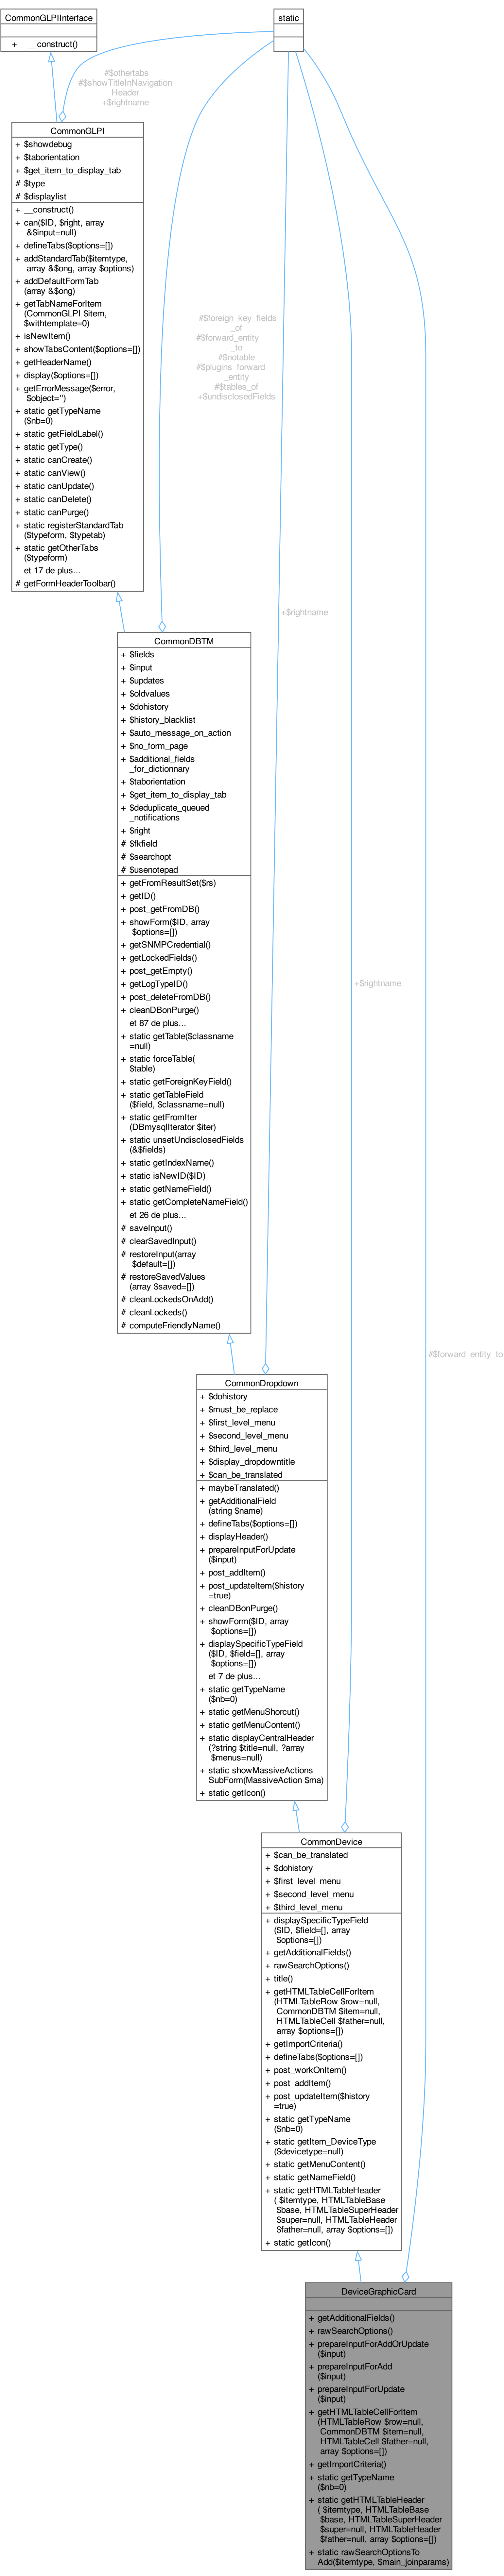 CommonGLPIInterface
+ __construct()
static
#$othertabs
#$showTitleInNavigation
Header
+$rightname
CommonGLPI
+ $showdebug
+ $taborientation
+ $get_item_to_display_tab
# $type
# $displaylist
+ __construct()
+ can($ID, $right, array
&$input=null)
+ defineTabs($options=[])
+ addStandardTab($itemtype,
array &$ong, array $options)
+ addDefaultFormTab
(array &$ong)
+ getTabNameForItem
(CommonGLPI $item,
$withtemplate=0)
+ isNewItem()
+ showTabsContent($options=[])
+ getHeaderName()
+ display($options=[])
+ getErrorMessage($error,
$object='')
+ static getTypeName
($nb=0)
+ static getFieldLabel()
+ static getType()
+ static canCreate()
+ static canView()
+ static canUpdate()
+ static canDelete()
+ static canPurge()
+ static registerStandardTab
($typeform, $typetab)
+ static getOtherTabs
($typeform)
et 17 de plus...
# getFormHeaderToolbar()
#$foreign_key_fields
_of
#$forward_entity
_to
#$notable
#$plugins_forward
_entity
#$tables_of
+$undisclosedFields
+$rightname
CommonDBTM
+ $fields
+ $input
+ $updates
+ $oldvalues
+ $dohistory
+ $history_blacklist
+ $auto_message_on_action
+ $no_form_page
+ $additional_fields
_for_dictionnary
+ $taborientation
+ $get_item_to_display_tab
+ $deduplicate_queued
_notifications
+ $right
# $fkfield
# $searchopt
# $usenotepad
+ getFromResultSet($rs)
+ getID()
+ post_getFromDB()
+ showForm($ID, array
$options=[])
+ getSNMPCredential()
+ getLockedFields()
+ post_getEmpty()
+ getLogTypeID()
+ post_deleteFromDB()
+ cleanDBonPurge()
et 87 de plus...
+ static getTable($classname
=null)
+ static forceTable(
$table)
+ static getForeignKeyField()
+ static getTableField
($field, $classname=null)
+ static getFromIter
(DBmysqlIterator $iter)
+ static unsetUndisclosedFields
(&$fields)
+ static getIndexName()
+ static isNewID($ID)
+ static getNameField()
+ static getCompleteNameField()
et 26 de plus...
# saveInput()
# clearSavedInput()
# restoreInput(array
$default=[])
# restoreSavedValues
(array $saved=[])
# cleanLockedsOnAdd()
# cleanLockeds()
# computeFriendlyName()
+$rightname
#$forward_entity_to
CommonDropdown
+ $dohistory
+ $must_be_replace
+ $first_level_menu
+ $second_level_menu
+ $third_level_menu
+ $display_dropdowntitle
+ $can_be_translated
+ maybeTranslated()
+ getAdditionalField
(string $name)
+ defineTabs($options=[])
+ displayHeader()
+ prepareInputForUpdate
($input)
+ post_addItem()
+ post_updateItem($history
=true)
+ cleanDBonPurge()
+ showForm($ID, array
$options=[])
+ displaySpecificTypeField
($ID, $field=[], array
$options=[])
et 7 de plus...
+ static getTypeName
($nb=0)
+ static getMenuShorcut()
+ static getMenuContent()
+ static displayCentralHeader
(?string $title=null, ?array
$menus=null)
+ static showMassiveActions
SubForm(MassiveAction $ma)
+ static getIcon()
CommonDevice
+ $can_be_translated
+ $dohistory
+ $first_level_menu
+ $second_level_menu
+ $third_level_menu
+ displaySpecificTypeField
($ID, $field=[], array
$options=[])
+ getAdditionalFields()
+ rawSearchOptions()
+ title()
+ getHTMLTableCellForItem
(HTMLTableRow $row=null,
CommonDBTM $item=null,
HTMLTableCell $father=null,
array $options=[])
+ getImportCriteria()
+ defineTabs($options=[])
+ post_workOnItem()
+ post_addItem()
+ post_updateItem($history
=true)
+ static getTypeName
($nb=0)
+ static getItem_DeviceType
($devicetype=null)
+ static getMenuContent()
+ static getNameField()
+ static getHTMLTableHeader
( $itemtype, HTMLTableBase
$base, HTMLTableSuperHeader
$super=null, HTMLTableHeader
$father=null, array $options=[])
+ static getIcon()
DeviceGraphicCard
+ getAdditionalFields()
+ rawSearchOptions()
+ prepareInputForAddOrUpdate
($input)
+ prepareInputForAdd
($input)
+ prepareInputForUpdate
($input)
+ getHTMLTableCellForItem
(HTMLTableRow $row=null,
CommonDBTM $item=null,
HTMLTableCell $father=null,
array $options=[])
+ getImportCriteria()
+ static getTypeName
($nb=0)
+ static getHTMLTableHeader
( $itemtype, HTMLTableBase
$base, HTMLTableSuperHeader
$super=null, HTMLTableHeader
$father=null, array $options=[])
+ static rawSearchOptionsTo
Add($itemtype, $main_joinparams)